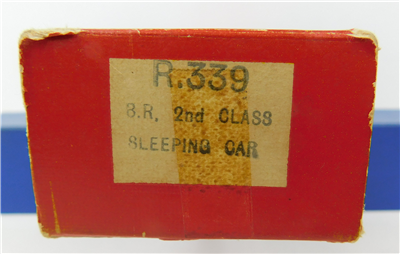 R.339
B.R. 2nd CLASS
SLEEPING CAR